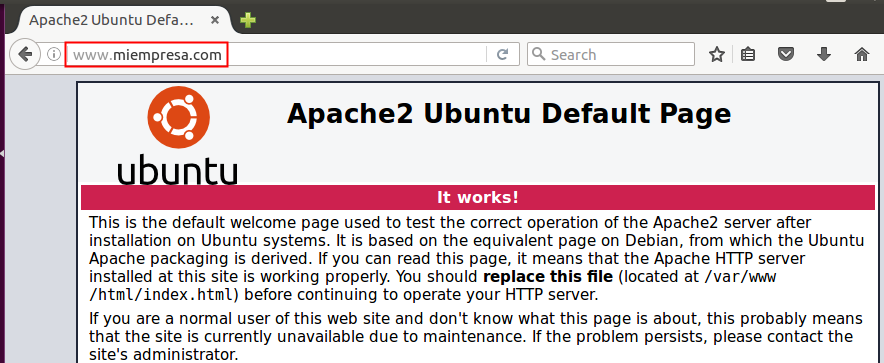 Apache2 Ubuntu Defa…
www.miempresa.com
Search
Apache2 Ubuntu Default Page
ubuntu
It works!
This is the default welcome page used to test the correct operation of the Apache2 server after
installation on Ubuntu systems. It is based on the equivalent page on Debian, from which the Ubuntu
Apache packaging is derived. If you can read this page, it means that the Apache HTTP server
installed at this site is working properly. You should replace this file (located at /var/www
/html/index.html) before continuing to operate your HTTP server.
If you are a normal user of this web site and don't know what this page is about, this probably means
that the site is currently unavailable due to maintenance. If the problem persists, please contact the
site's administrator.